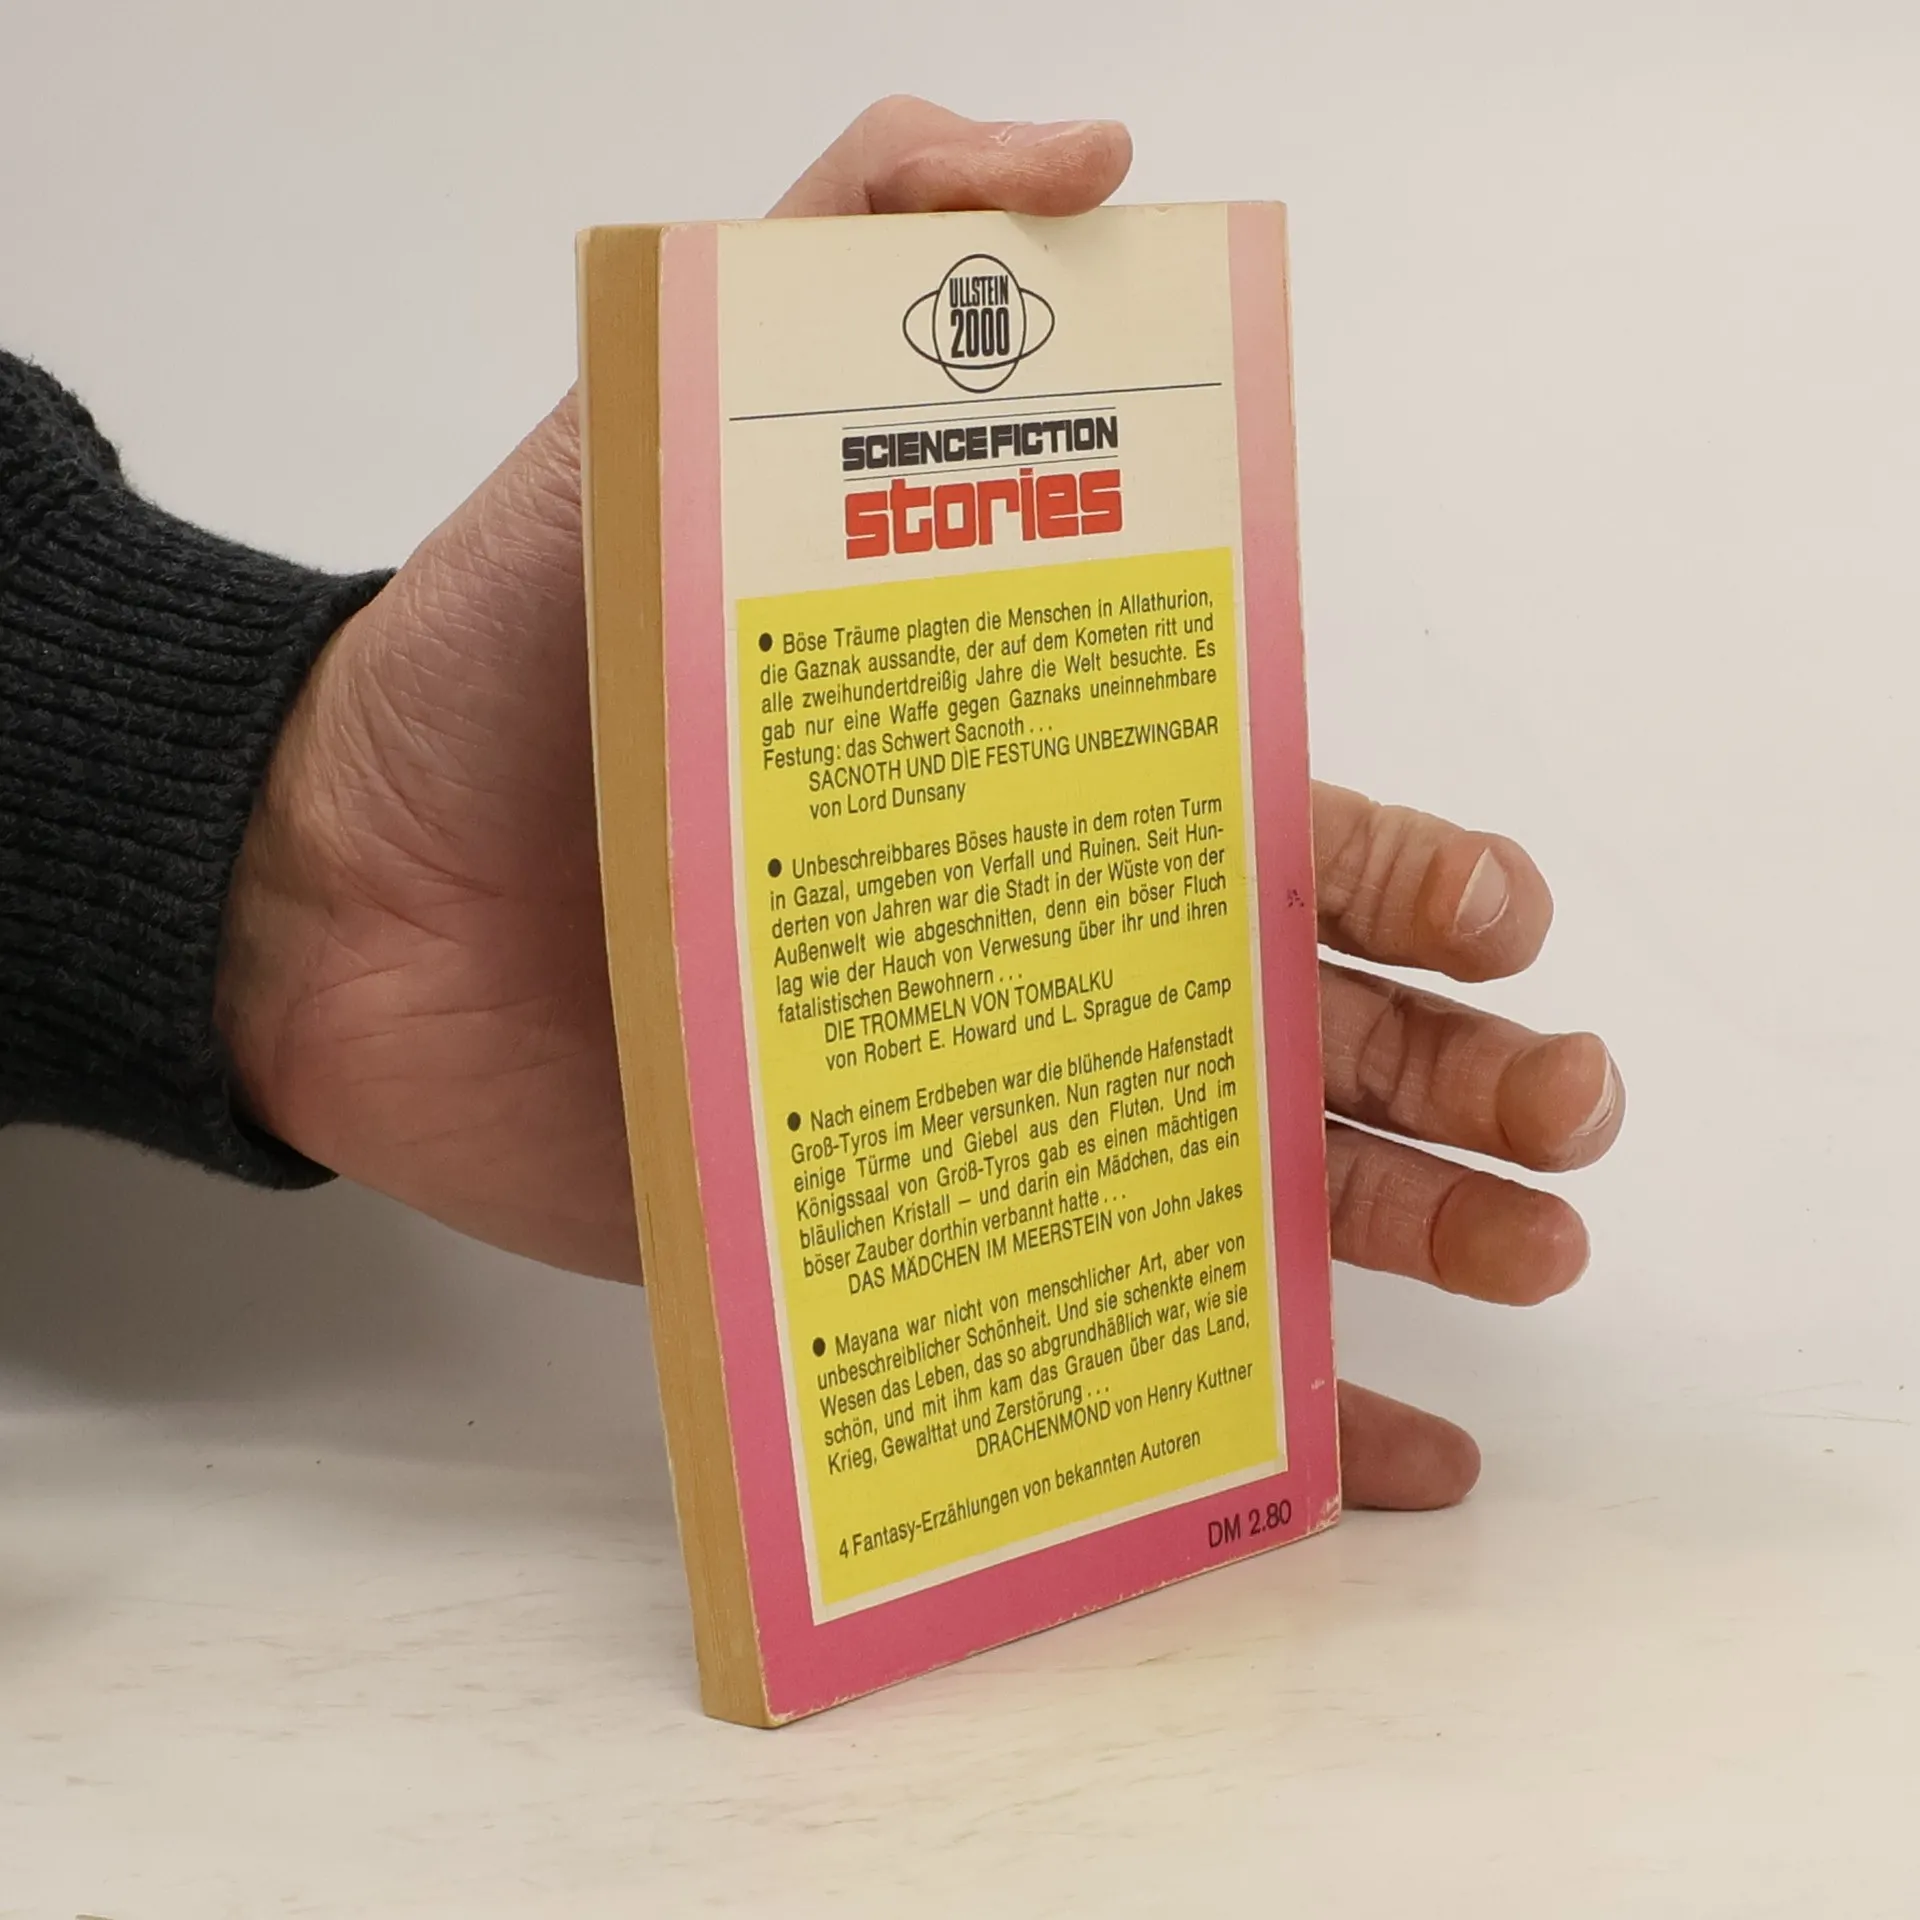 ULLSTEIN
2000
SCIENCE FICTION
stories
● Böse Träume plagten die Menschen in Allathurion,
die Gaznak aussandte, der auf dem Kometen ritt und
alle zweihundertdreißig Jahre die Welt besuchte. Es
gab nur eine Waffe gegen Gaznaks uneinnehmbare
Festung: das Schwert Sacnoth . . .
SACNOTH UND DIE FESTUNG UNBEZWINGBAR
von Lord Dunsany
● Unbeschreibbares Böses hauste in dem roten Turm
in Gazal, umgeben von Verfall und Ruinen. Seit Hun-
derten von Jahren war die Stadt in der Wüste von der
Außenwelt wie abgeschnitten, denn ein böser Fluch
lag wie der Hauch von Verwesung über ihr und ihren
fatalistischen Bewohnern . . .
DIE TROMMELN VON TOMBALKU
von Robert E. Howard und L. Sprague de Camp
● Nach einem Erdbeben war die blühende Hafenstadt
Groß-Tyros im Meer versunken. Nun ragten nur noch
einige Türme und Giebel aus den Fluten. Und im
Königssaal von Groß-Tyros gab es einen mächtigen
bläulichen Kristall – und darin ein Mädchen, das ein
böser Zauber dorthin verbannt hatte . . .
DAS MÄDCHEN IM MEERSTEIN von John Jakes
● Mayana war nicht von menschlicher Art, aber von
unbeschreiblicher Schönheit. Und sie schenkte einem
Wesen das Leben, das so abgrundhäßlich war, wie sie
schön, und mit ihm kam das Grauen über das Land,
Krieg, Gewalttat und Zerstörung . . .
DRACHENMOND von Henry Kuttner
4 Fantasy-Erzählungen von bekannten Autoren
DM 2.80